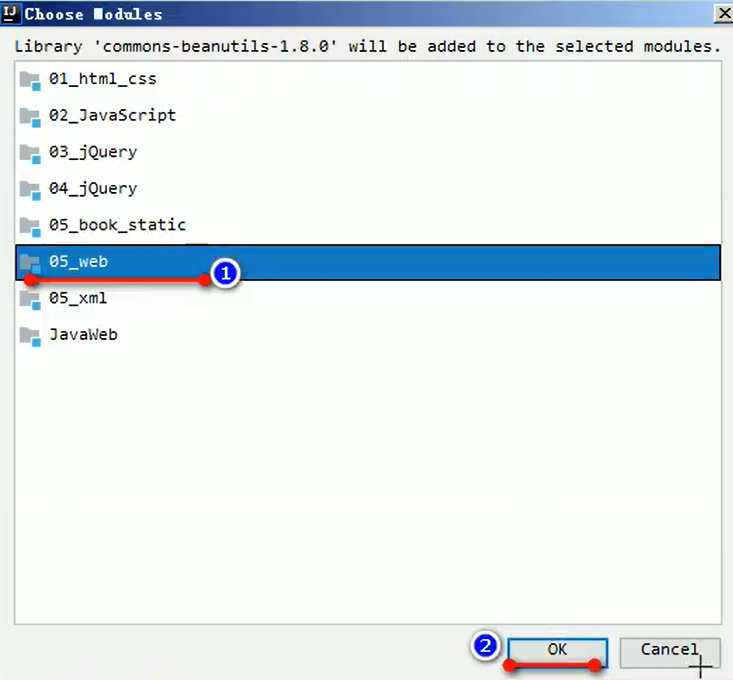 IJ Choose Modules
Library 'commons-beanutils-1.8.0' will be added to the selected modules.
01_html_css
02_JavaScript
03_jQuery
04_jQuery
05_book_static
05_web
1
05_xml
JavaWeb
2 OK Cancel